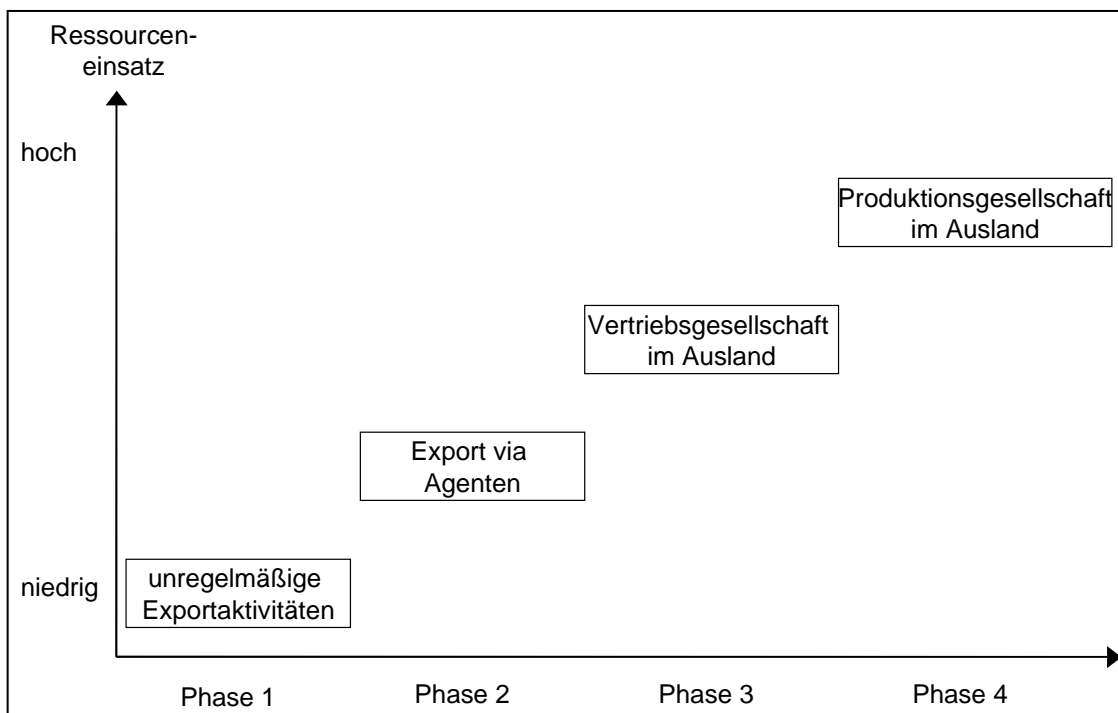 Ressourcen-
einsatz
hoch
Produktionsgesellschaft
im Ausland
Vertriebsgesellschaft
im Ausland
Export via
Agenten
niedrig
unregelmäßige
Exportaktivitäten
Phase 1
Phase 2
Phase 3
Phase 4